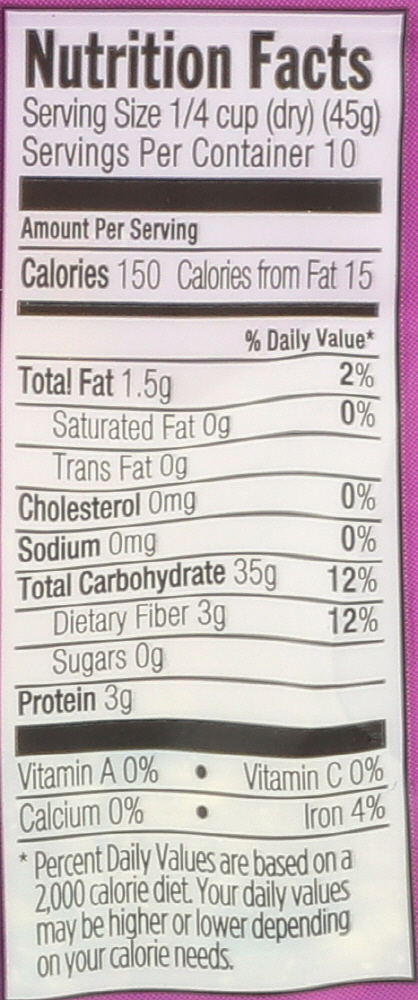 Nutrition Facts
Serving Size 1/4 cup (dry) (45g)
Servings Per Container 10
Amount Per Serving
Calories 150 Calories from Fat 15
% Daily Value*
Total Fat 1.5g 2%
Saturated Fat 0g 0%
Trans Fat 0g
Cholesterol 0mg 0%
Sodium 0mg 0%
Total Carbohydrate 35g 12%
Dietary Fiber 3g 12%
Sugars 0g
Protein 3g
Vitamin A 0% • Vitamin C 0%
Calcium 0% • Iron 4%
* Percent Daily Values are based on a
2,000 calorie diet. Your daily values
may be higher or lower depending
on your calorie needs.